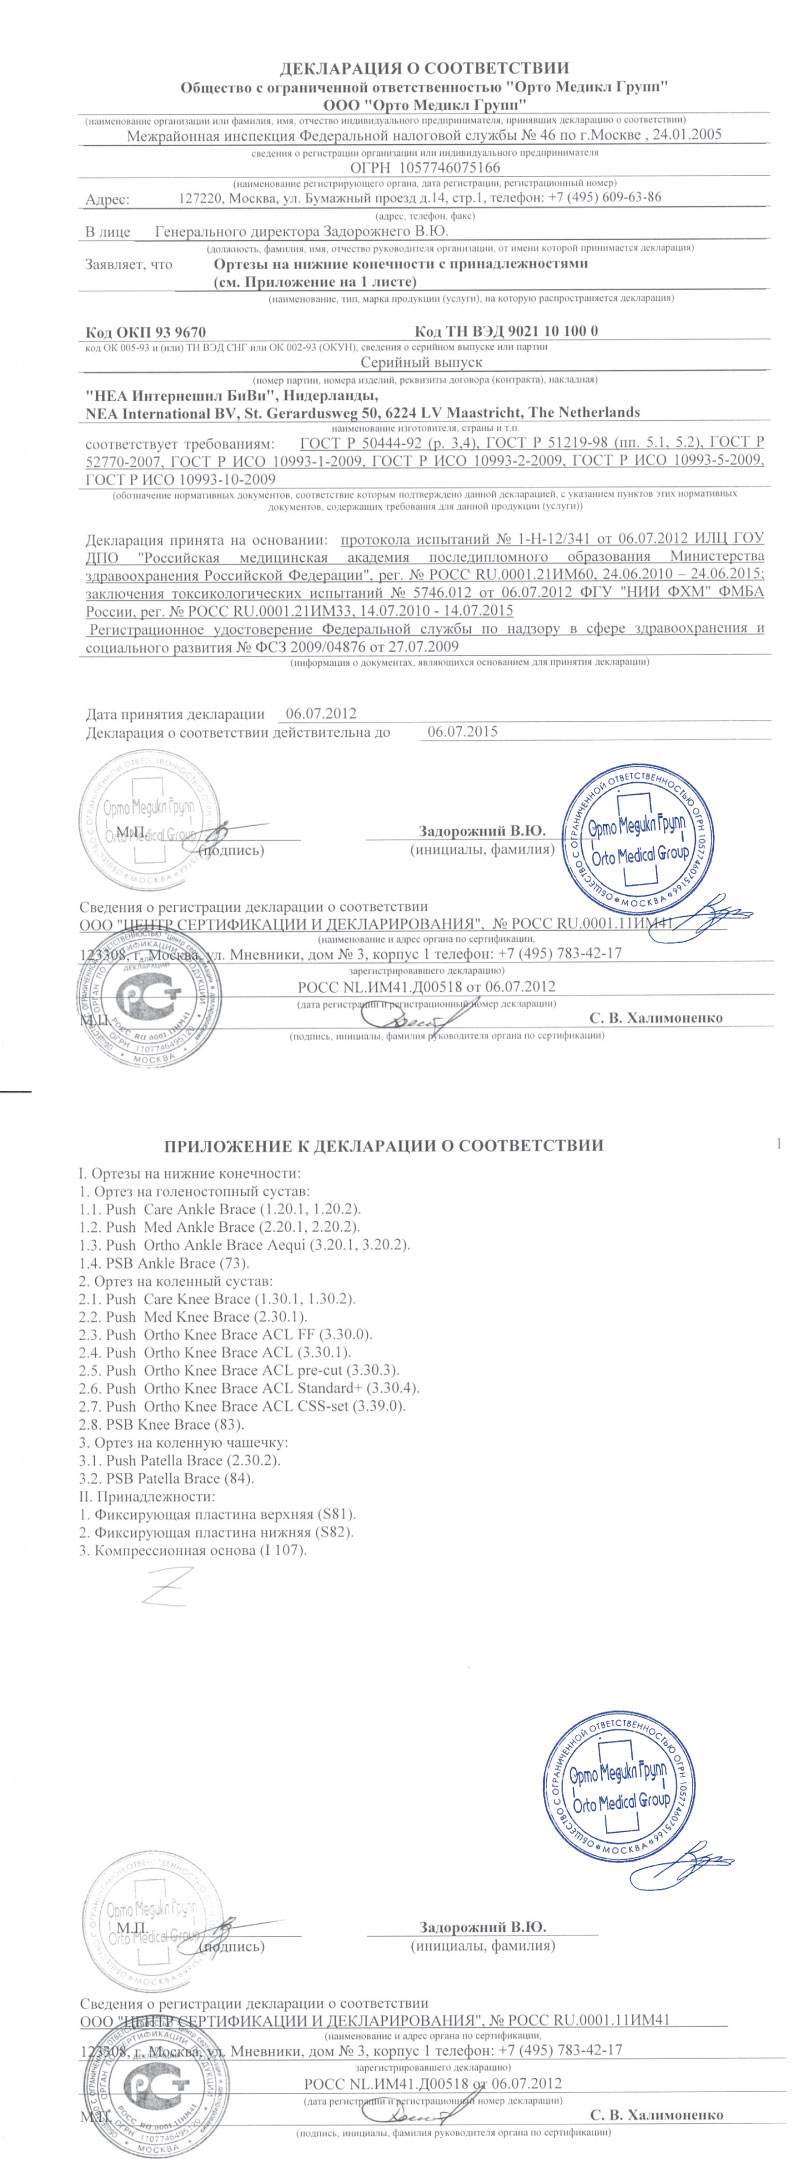 ДЕКЛАРАЦИЯ О СООТВЕТСТВИИ
Общество с ограниченной ответственностью "Орто Медикл Групп"
ООО "Орто Медикл Групп"
(наименование организации или фамилия, имя, отчество индивидуального предпринимателя, принявших декларацию о соответствии)
Межрайонная инспекция Федеральной налоговой службы № 46 по г.Москве , 24.01.2005
сведения о регистрации организации или индивидуального предпринимателя
ОГРН 1057746075166
(наименование регистрирующего органа, дата регистрации, регистрационный номер)
Адрес: 127220, Москва, ул. Бумажный проезд д.14, стр.1, телефон: +7 (495) 609-63-86
(адрес, телефон, факс)
В лице Генерального директора Задорожнего В.Ю.
(должность, фамилия, имя, отчество руководителя организации, от имени которой принимается декларация)
Заявляет, что Ортезы на нижние конечности с принадлежностями
(см. Приложение на 1 листе)
(наименование, тип, марка продукции (услуги), на которую распространяется декларация)
Код ОКП 93 9670 Код ТН ВЭД 9021 10 100 0
код ОК 005-93 и (или) ТН ВЭД СНГ или ОК 002-93 (ОКУН), сведения о серийном выпуске или партии
Серийный выпуск
(номер партии, номера изделий, реквизиты договора (контракта), накладная)
"НЕА Интернешнл БиВи", Нидерланды,
NEA International BV, St. Gerardusweg 50, 6224 LV Maastricht, The Netherlands
наименование изготовителя, страны и т.п.
соответствует требованиям: ГОСТ Р 50444-92 (р. 3,4), ГОСТ Р 51219-98 (пп. 5.1, 5.2), ГОСТ Р
52770-2007, ГОСТ Р ИСО 10993-1-2009, ГОСТ Р ИСО 10993-2-2009, ГОСТ Р ИСО 10993-5-2009,
ГОСТ Р ИСО 10993-10-2009
(обозначение нормативных документов, соответствие которым подтверждено данной декларацией, с указанием пунктов этих нормативных
документов, содержащих требования для данной продукции (услуги))
Декларация принята на основании: протокола испытаний № 1-Н-12/341 от 06.07.2012 ИЛЦ ГОУ
ДПО "Российская медицинская академия последипломного образования Министерства
здравоохранения Российской Федерации", рег. № РОСС RU.0001.21ИМ60, 24.06.2010 – 24.06.2015;
заключения токсикологических испытаний № 5746.012 от 06.07.2012 ФГУ "НИИ ФХМ" ФМБА
России, рег. № РОСС RU.0001.21ИМ33, 14.07.2010 - 14.07.2015
Регистрационное удостоверение Федеральной службы по надзору в сфере здравоохранения и
социального развития № ФСЗ 2009/04876 от 27.07.2009
(информация о документах, являющихся основанием для принятия декларации)
Дата принятия декларации 06.07.2012
Декларация о соответствии действительна до 06.07.2015
ОБЩЕСТВО С ОГРАНИЧЕННОЙ ОТВЕТСТВЕННОСТЬЮ ОГРН 1057746075166
Орто Медикл Групп
Orto Medical Group
МОСКВА
М.П. Задорожний В.Ю.
(подпись) (инициалы, фамилия)
Сведения о регистрации декларации о соответствии
ООО "ЦЕНТР СЕРТИФИКАЦИИ И ДЕКЛАРИРОВАНИЯ", № РОСС RU.0001.11ИМ41
(наименование и адрес органа по сертификации,
123308, г. Москва, ул. Мневники, дом № 3, корпус 1 телефон: +7 (495) 783-42-17
зарегистрировавшего декларацию)
РОСС NL.ИМ41.Д00518 от 06.07.2012
(дата регистрации и регистрационный номер декларации)
М.П. С. В. Халимоненко
(подпись, инициалы, фамилия руководителя органа по сертификации)
ПРИЛОЖЕНИЕ К ДЕКЛАРАЦИИ О СООТВЕТСТВИИ 1
I. Ортезы на нижние конечности:
1. Ортез на голеностопный сустав:
1.1. Push Care Ankle Brace (1.20.1, 1.20.2).
1.2. Push Med Ankle Brace (2.20.1, 2.20.2).
1.3. Push Ortho Ankle Brace Aequi (3.20.1, 3.20.2).
1.4. PSB Ankle Brace (73).
2. Ортез на коленный сустав:
2.1. Push Care Knee Brace (1.30.1, 1.30.2).
2.2. Push Med Knee Brace (2.30.1).
2.3. Push Ortho Knee Brace ACL FF (3.30.0).
2.4. Push Ortho Knee Brace ACL (3.30.1).
2.5. Push Ortho Knee Brace ACL pre-cut (3.30.3).
2.6. Push Ortho Knee Brace ACL Standard+ (3.30.4).
2.7. Push Ortho Knee Brace ACL CSS-set (3.39.0).
2.8. PSB Knee Brace (83).
3. Ортез на коленную чашечку:
3.1. Push Patella Brace (2.30.2).
3.2. PSB Patella Brace (84).
II. Принадлежности:
1. Фиксирующая пластина верхняя (S81).
2. Фиксирующая пластина нижняя (S82).
3. Компрессионная основа (I 107).
ОБЩЕСТВО С ОГРАНИЧЕННОЙ ОТВЕТСТВЕННОСТЬЮ ОГРН 1057746075166
Орто Медикл Групп
Orto Medical Group
МОСКВА
М.П. Задорожний В.Ю.
(подпись) (инициалы, фамилия)
Сведения о регистрации декларации о соответствии
ООО "ЦЕНТР СЕРТИФИКАЦИИ И ДЕКЛАРИРОВАНИЯ", № РОСС RU.0001.11ИМ41
(наименование и адрес органа по сертификации,
123308, г. Москва, ул. Мневники, дом № 3, корпус 1 телефон: +7 (495) 783-42-17
зарегистрировавшего декларацию)
РОСС NL.ИМ41.Д00518 от 06.07.2012
(дата регистрации и регистрационный номер декларации)
М.П. С. В. Халимоненко
(подпись, инициалы, фамилия руководителя органа по сертификации)